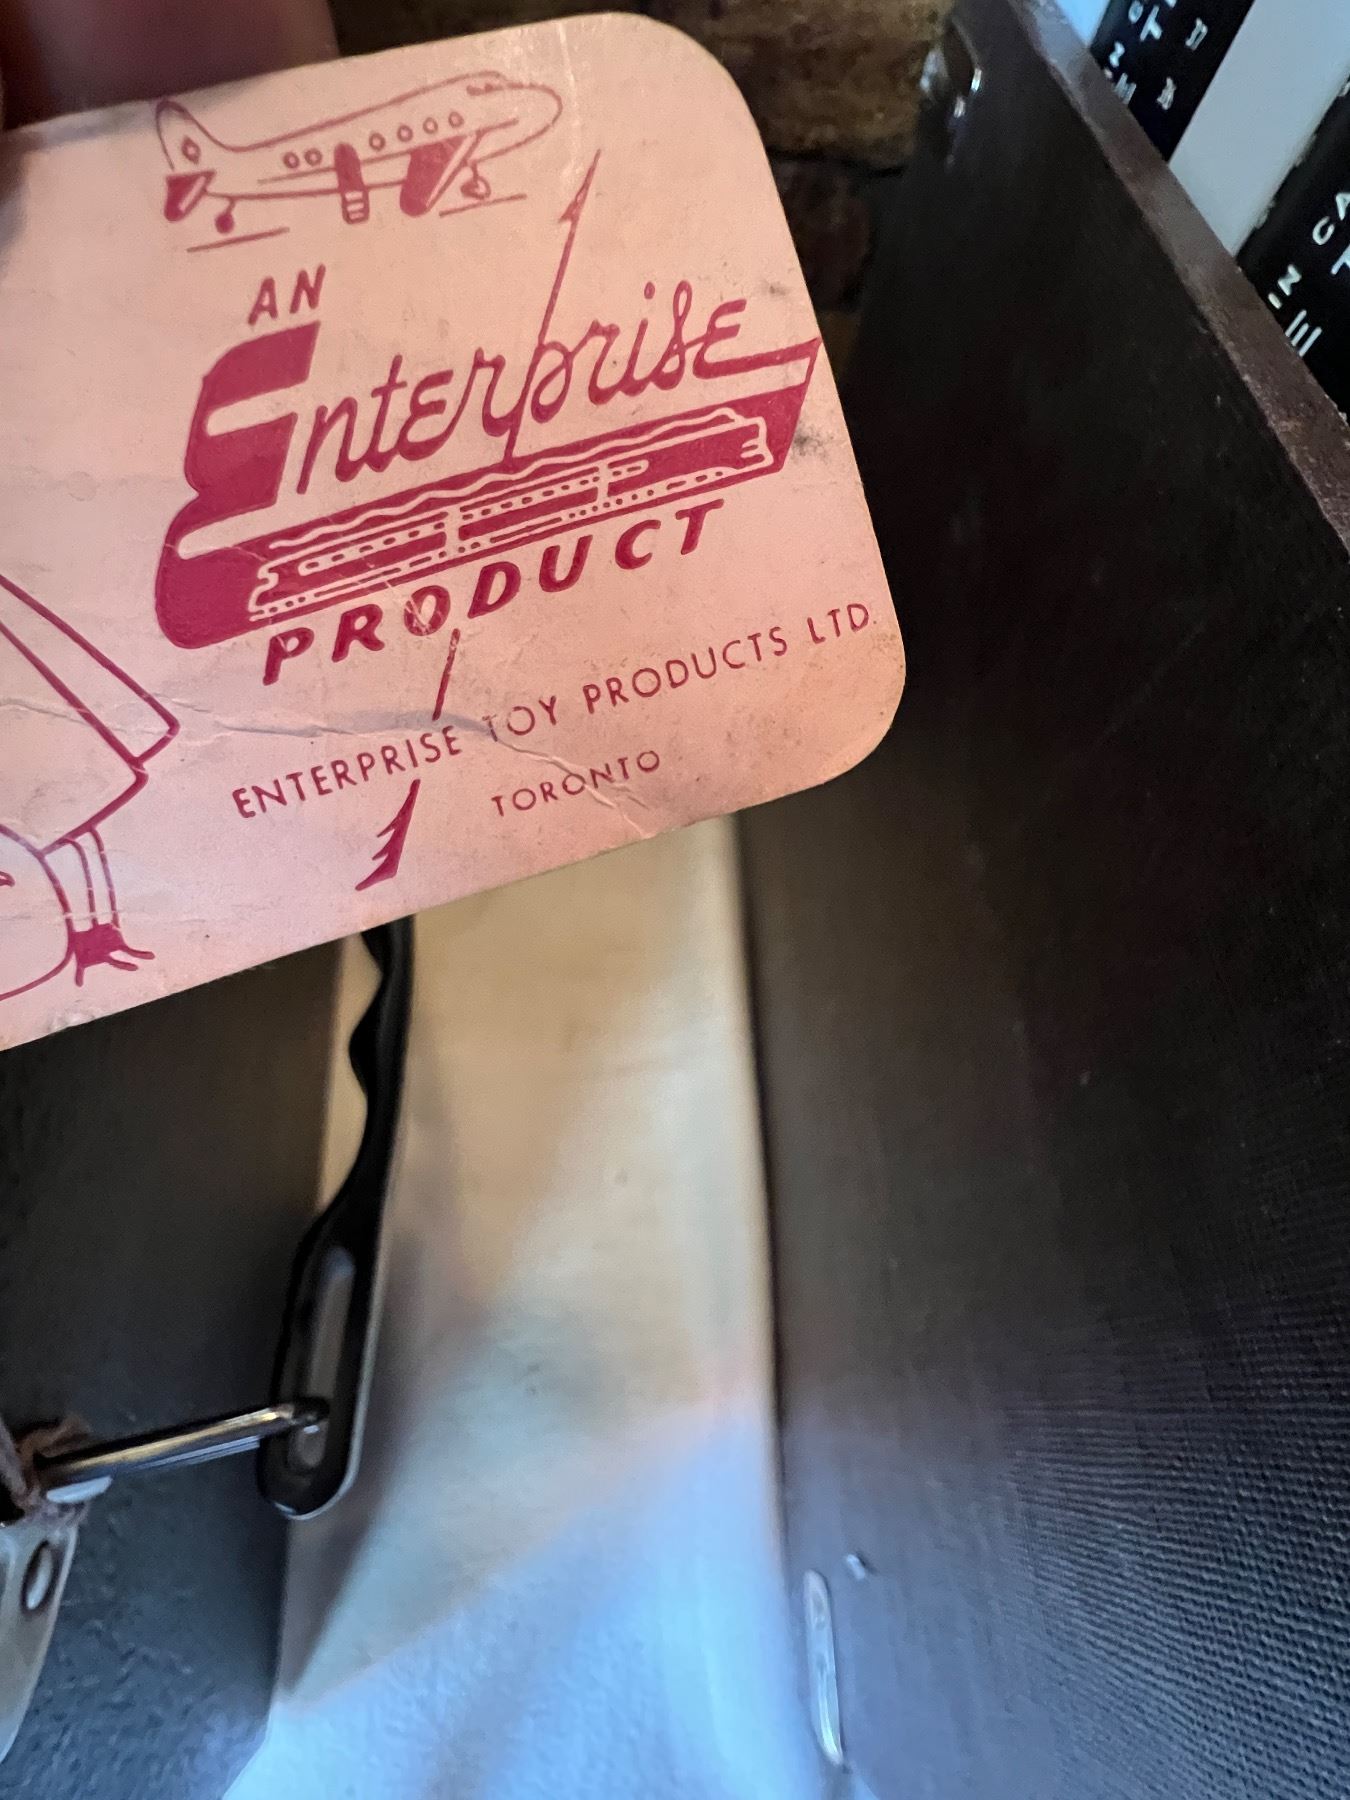 AN
Enterprise
PRODUCT
ENTERPRISE TOY PRODUCTS LTD.
TORONTO